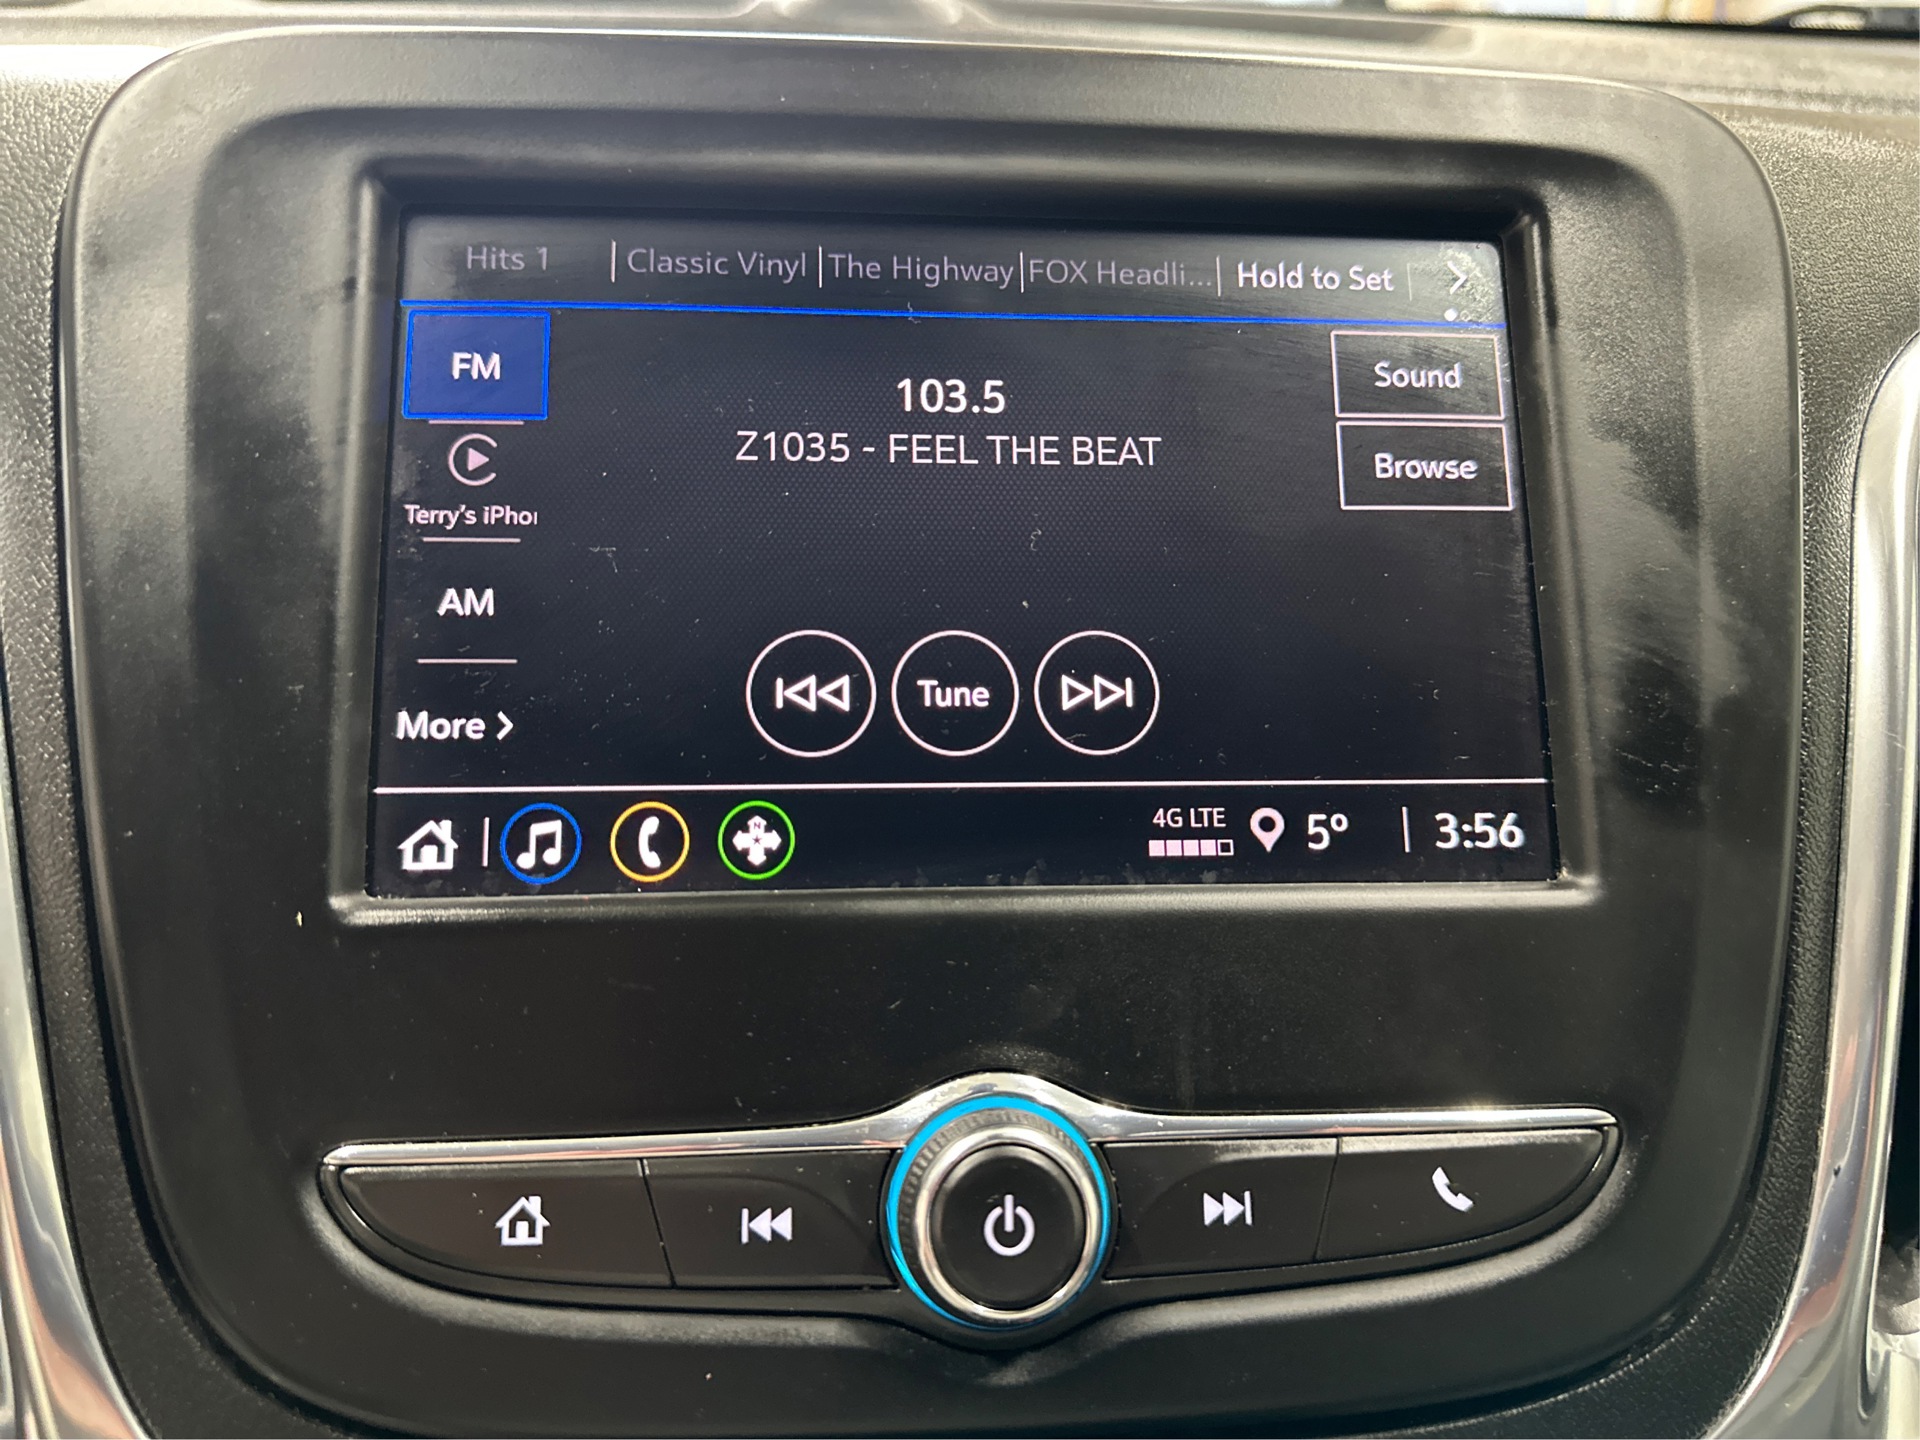 Hits 1 | Classic Vinyl | The Highway | FOX Headli... | Hold to Set
FM
103.5
Z1035 - FEEL THE BEAT
Sound
Browse
Terry's iPho
AM
Tune
More
4G LTE
5° | 3:56